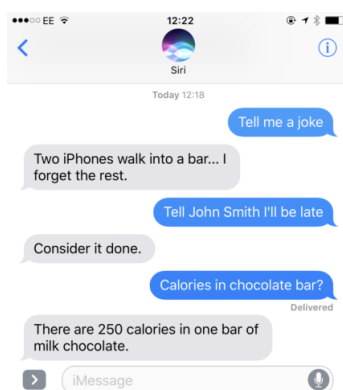 EE 12:22
Siri
Today 12:18
Tell me a joke
Two iPhones walk into a bar... I
forget the rest.
Tell John Smith I'll be late
Consider it done.
Calories in chocolate bar?
Delivered
There are 250 calories in one bar of
milk chocolate.
iMessage